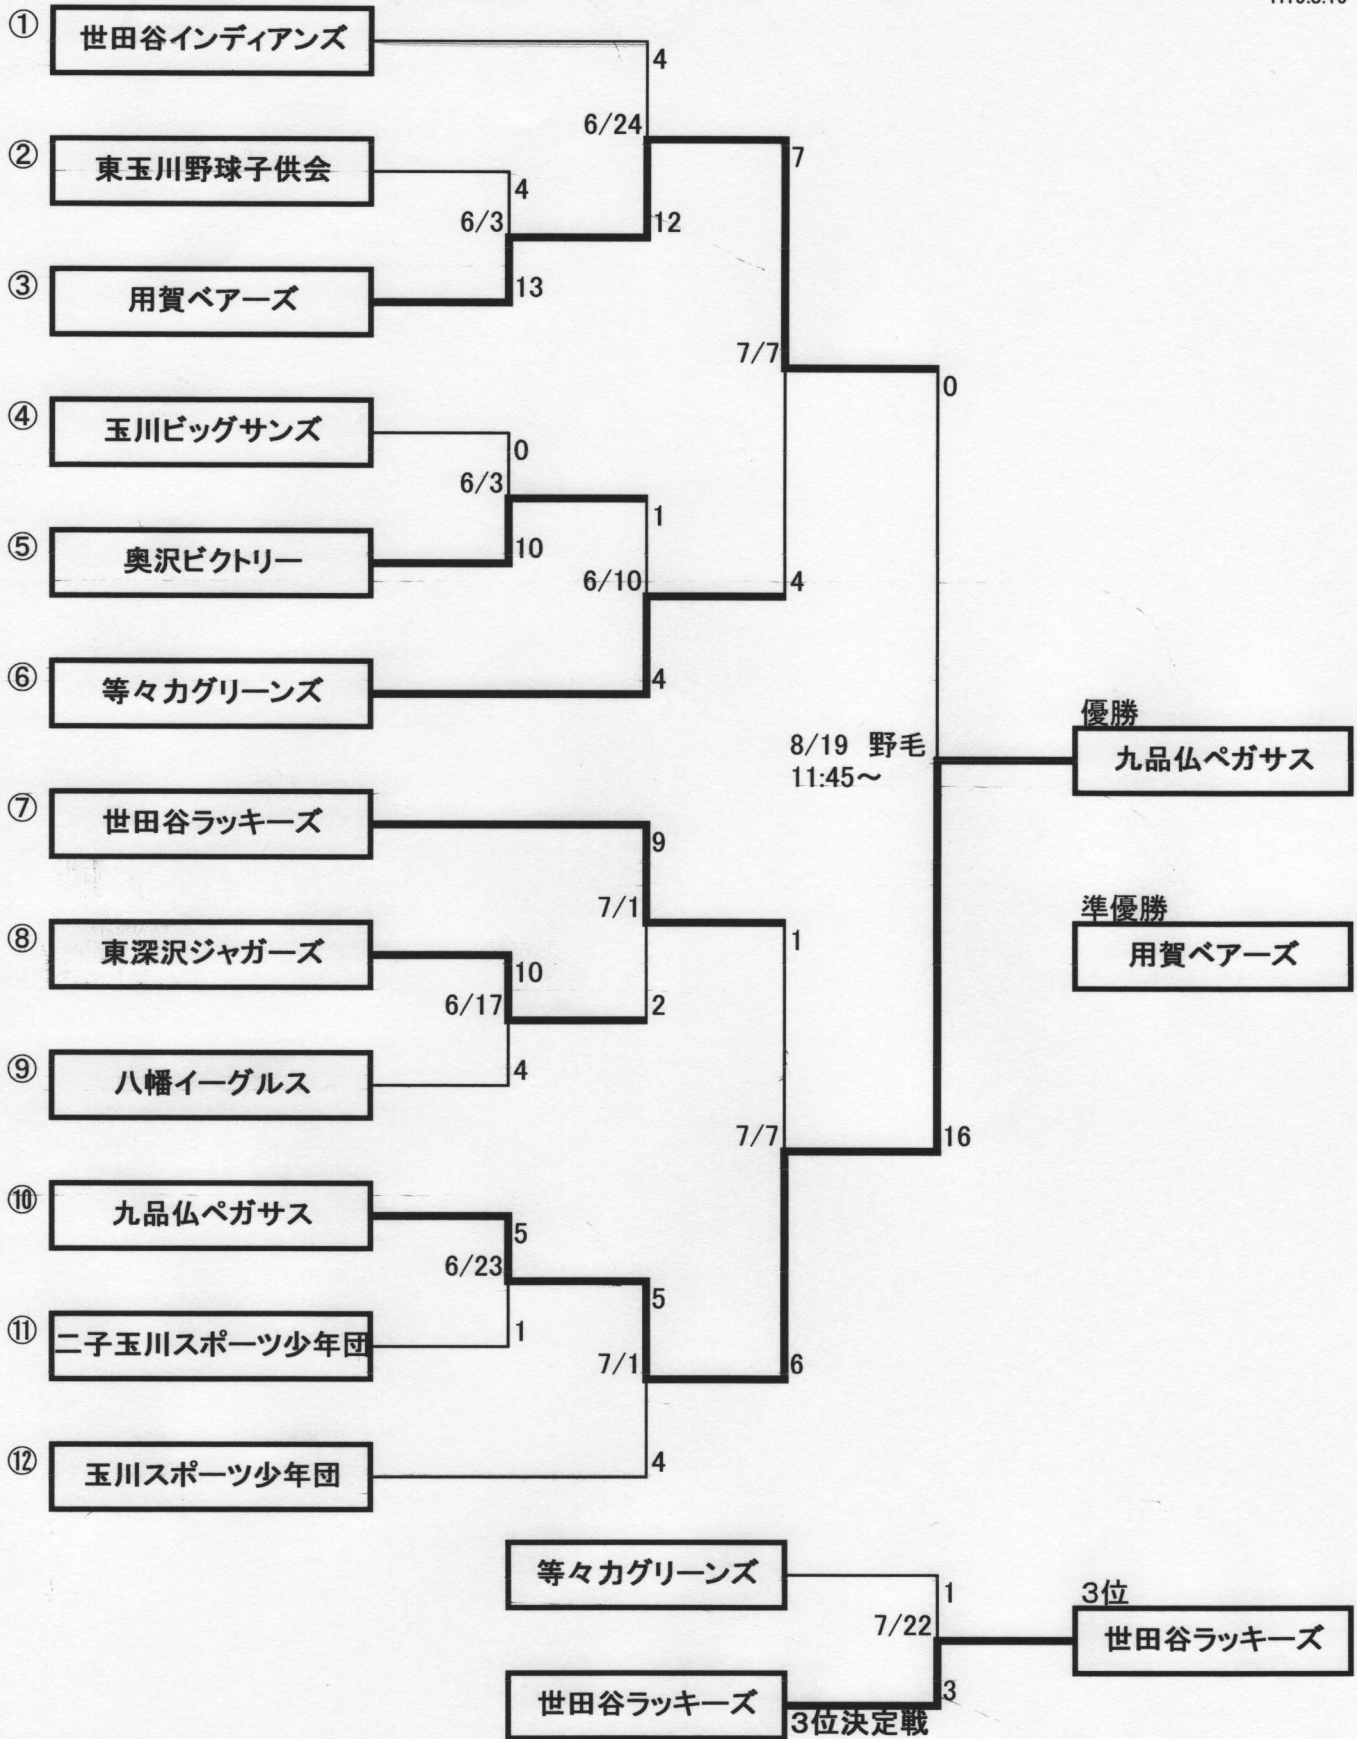 ① 世田谷インディアンズ
4
6/24
7
② 東玉川野球子供会
4
6/3
12
③ 用賀ベアーズ
13
7/7
0
④ 玉川ビッグサンズ
0
6/3
1
⑤ 奥沢ビクトリー
10
6/10
4
⑥ 等々力グリーンズ
4
優勝
8/19 野毛
11:45～
九品仏ペガサス
⑦ 世田谷ラッキーズ
9
7/1
準優勝
1
⑧ 東深沢ジャガーズ
用賀ベアーズ
10
6/17
2
⑨ 八幡イーグルス
4
7/7
16
⑩ 九品仏ペガサス
5
6/23
5
⑪ 二子玉川スポーツ少年団
1
7/1
6
⑫ 玉川スポーツ少年団
4
等々力グリーンズ
1
3位
7/22
世田谷ラッキーズ
世田谷ラッキーズ
3
3位決定戦